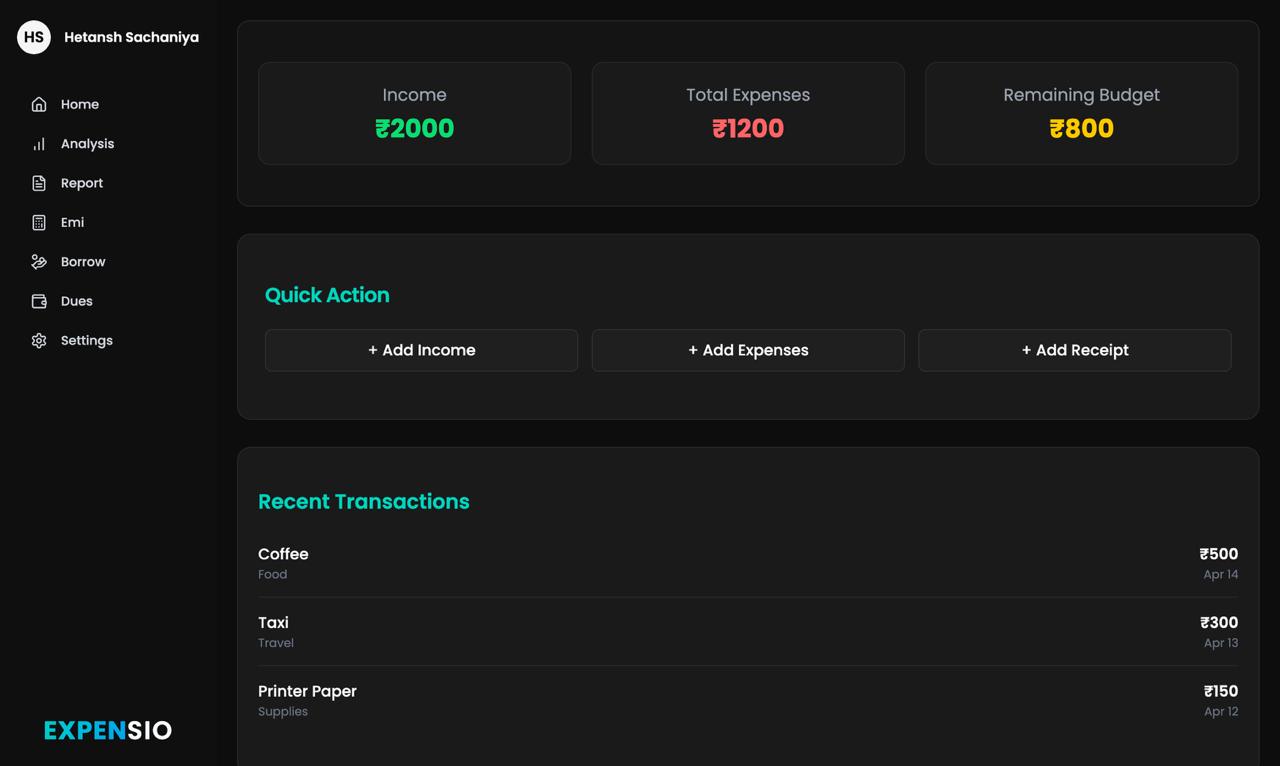 HS Hetansh Sachaniya
Home
Analysis
Report
Emi
Borrow
Dues
Settings
EXPENSIO
Income
₹2000
Total Expenses
₹1200
Remaining Budget
₹800
Quick Action
+ Add Income
+ Add Expenses
+ Add Receipt
Recent Transactions
Coffee ₹500
Food Apr 14
Taxi ₹300
Travel Apr 13
Printer Paper ₹150
Supplies Apr 12